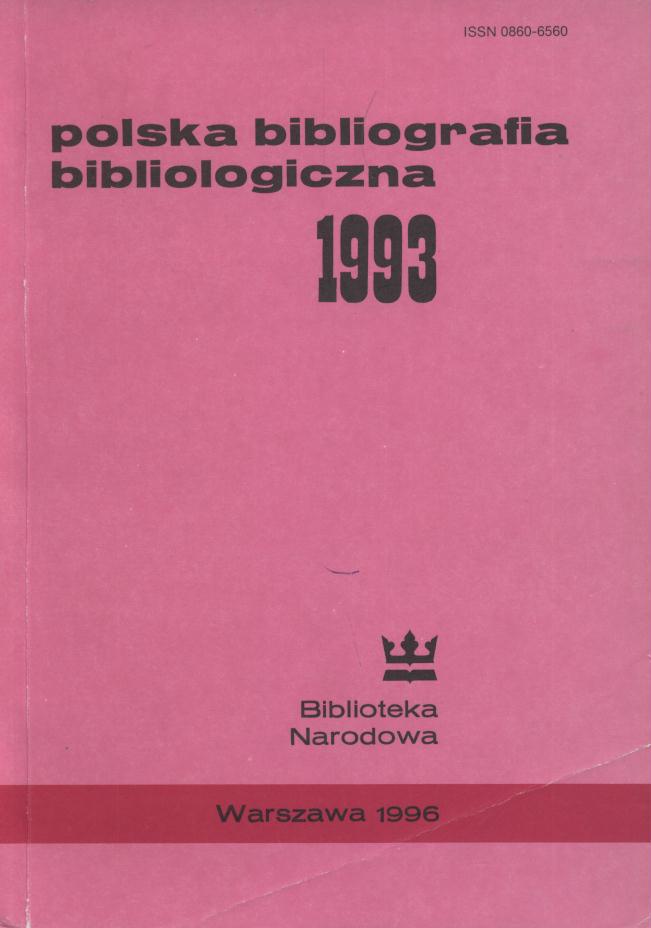 ISSN 0860-6560
polska bibliografia
bibliologiczna
1993
Biblioteka
Narodowa
Warszawa 1996